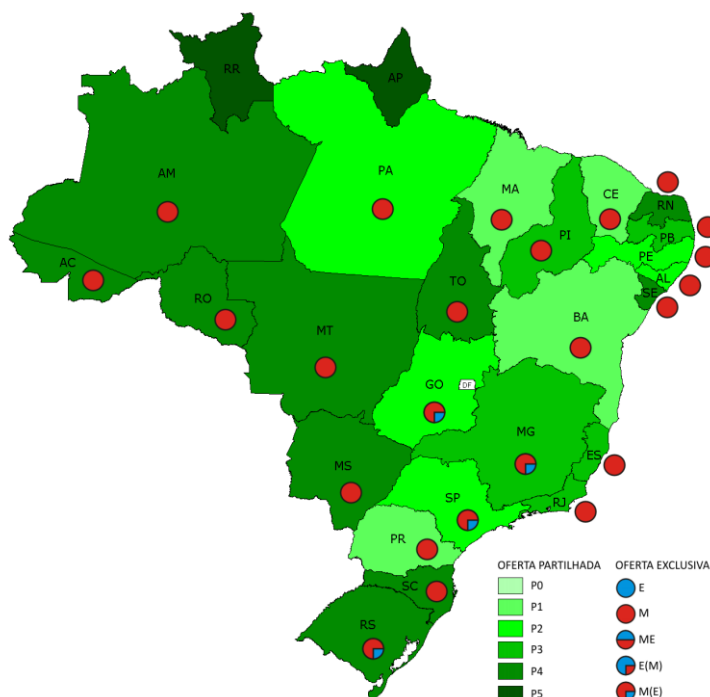 RR
AP
AM
PA
MA
CE
RN
PB
PI
PE
AL
SE
AC
RO
TO
MT
BA
GO
DF
MG
ES
MS
SP
RJ
PR
SC
RS
OFERTA PARTILHADA
P0
P1
P2
P3
P4
P5
OFERTA EXCLUSIVA
E
M
ME
E(M)
M(E)